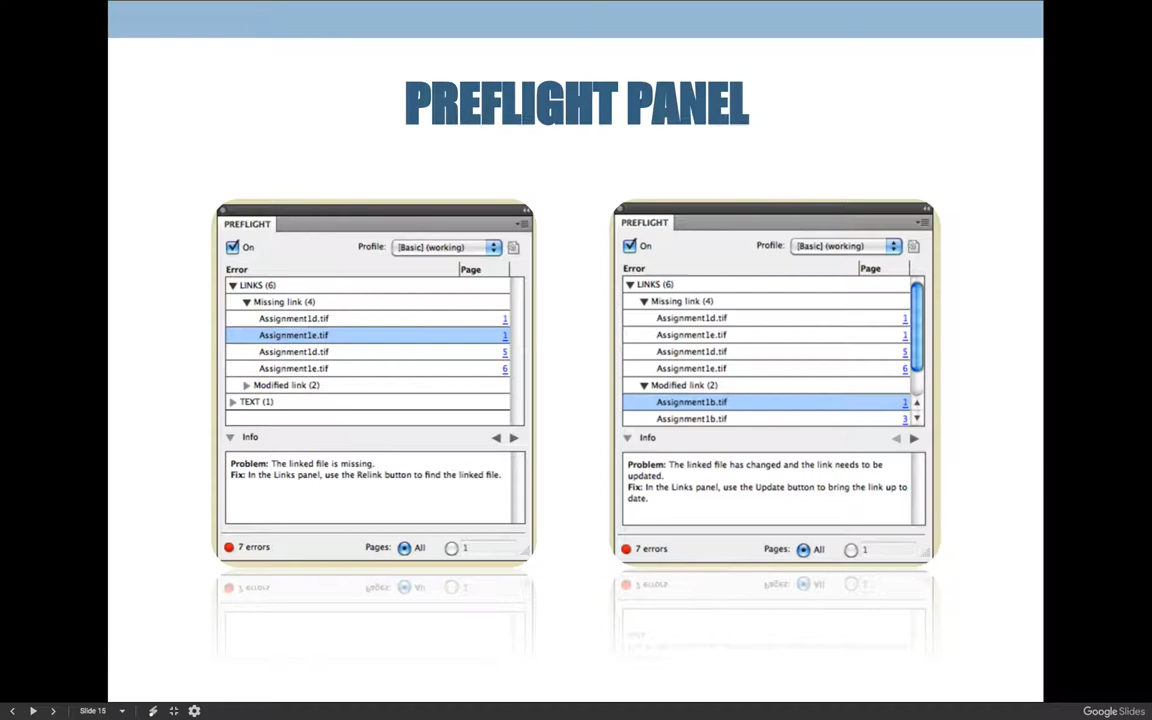 PREFLIGHT PANEL
PREFLIGHT
On
Profile:
[Basic] (working)
Error
Page
LINKS (6)
Missing link (4)
Assignment1d.tif
1
Assignment1e.tif
1
Assignment1d.tif
5
Assignment1e.tif
6
Modified link (2)
TEXT (1)
Info
Problem: The linked file is missing.
Fix: In the Links panel, use the Relink button to find the linked file.
7 errors
Pages:
All
1
PREFLIGHT
On
Profile:
[Basic] (working)
Error
Page
LINKS (6)
Missing link (4)
Assignment1d.tif
1
Assignment1e.tif
1
Assignment1d.tif
5
Assignment1e.tif
6
Modified link (2)
Assignment1b.tif
1
Assignment1b.tif
3
Info
Problem: The linked file has changed and the link needs to be
updated.
Fix: In the Links panel, use the Update button to bring the link up to
date.
7 errors
Pages:
All
1
Slide 15
Google Slides